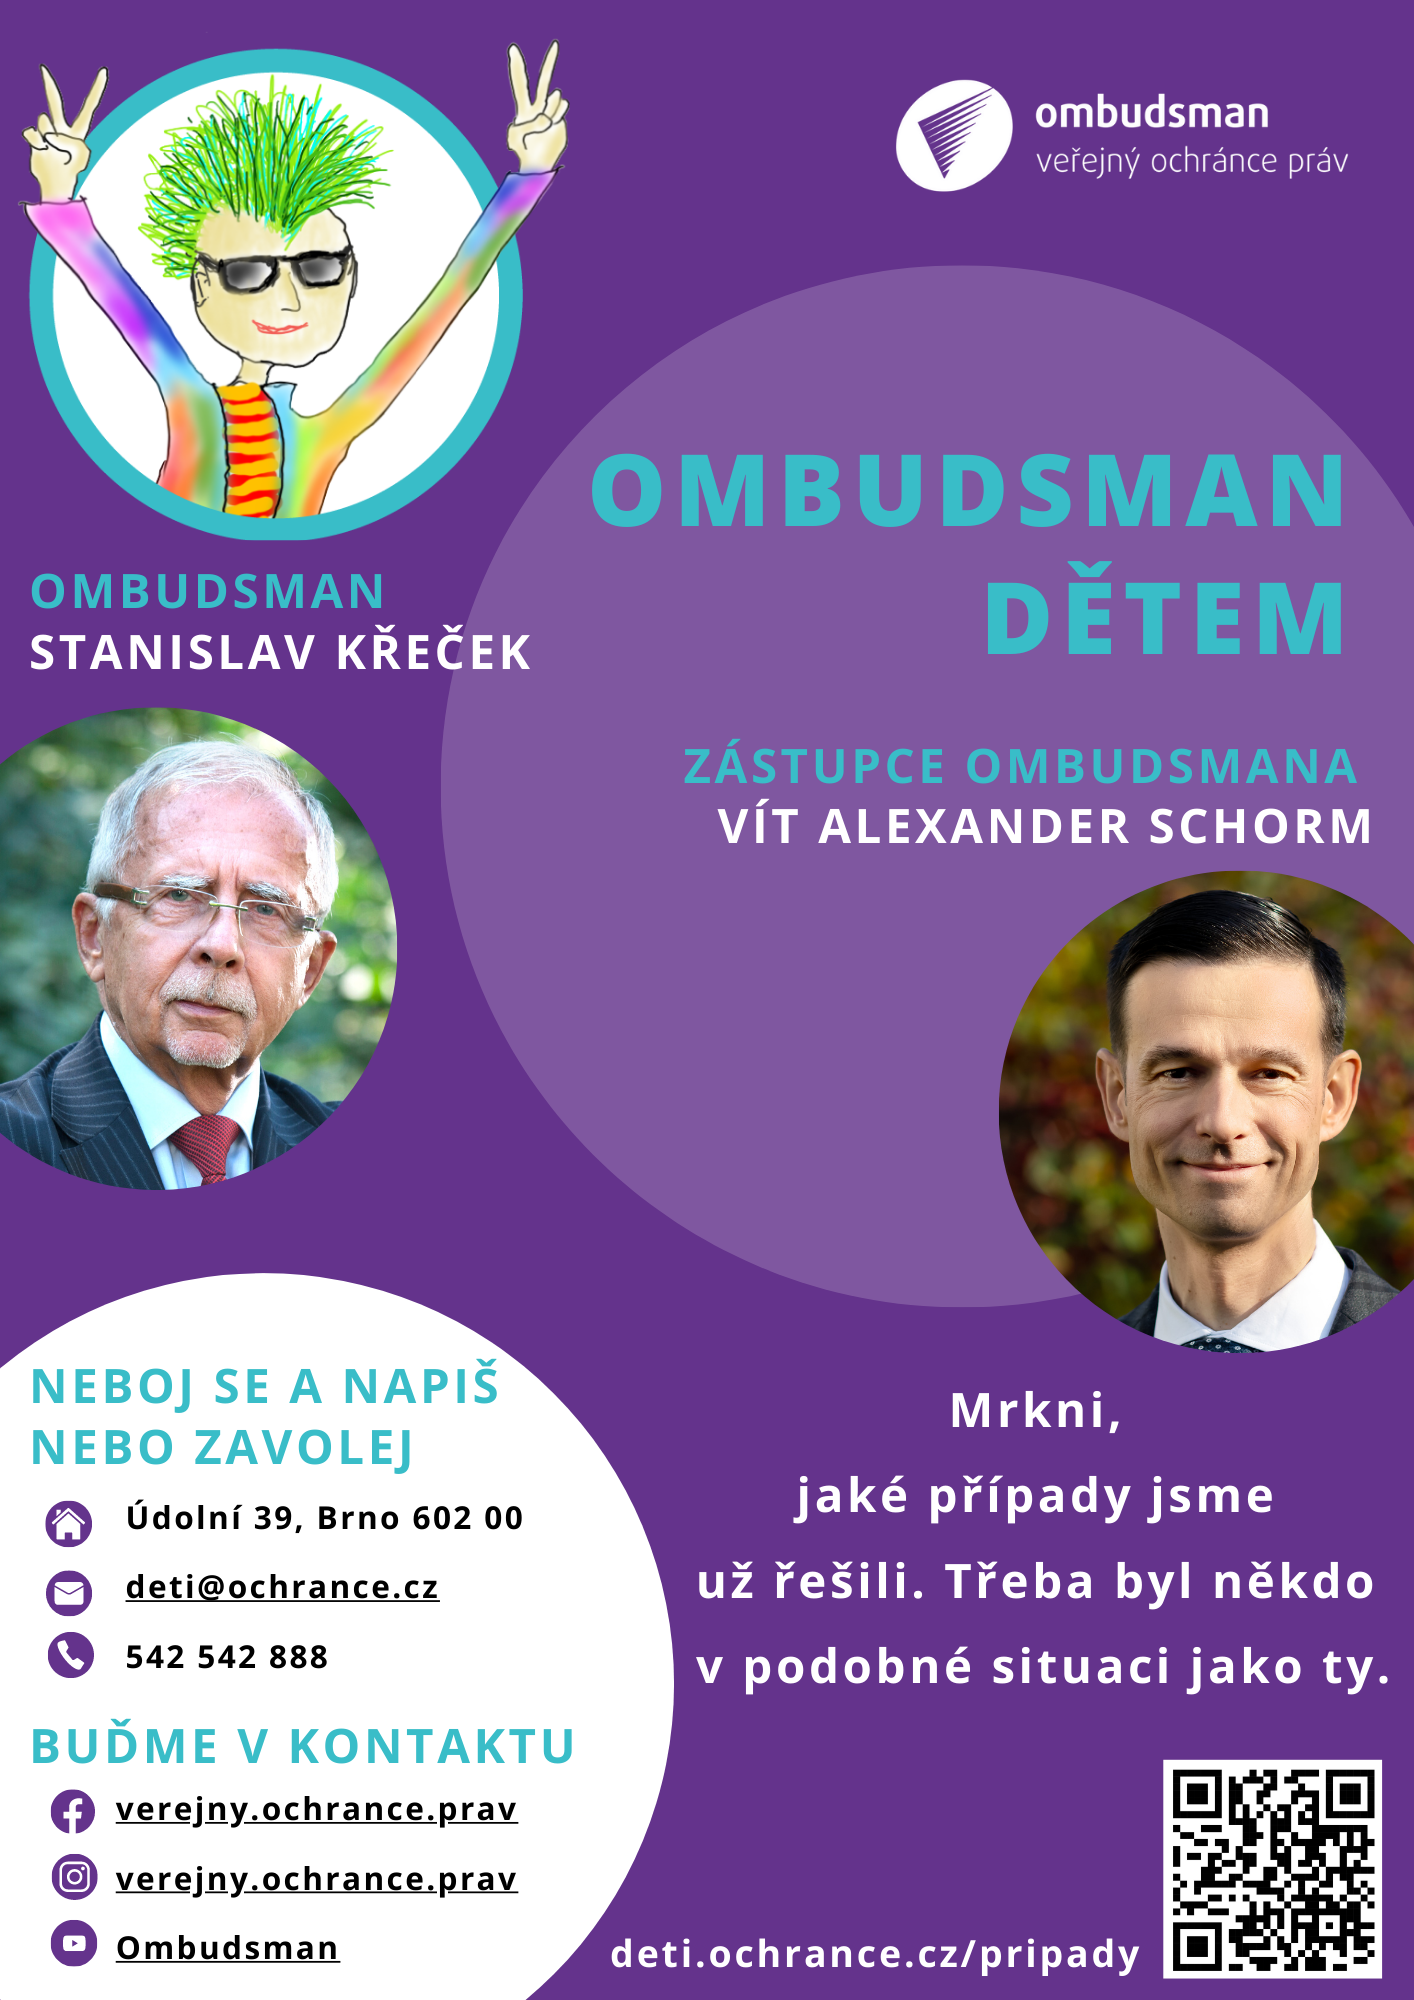 ombudsman
veřejný ochránce práv
OMBUDSMAN
DĚTEM
OMBUDSMAN
STANISLAV KŘEČEK
ZÁSTUPCE OMBUDSMANA
VÍT ALEXANDER SCHORM
NEBOJ SE A NAPIŠ
NEBO ZAVOLEJ
Údolní 39, Brno 602 00
deti@ochrance.cz
542 542 888
BUĎME V KONTAKTU
verejny.ochrance.prav
verejny.ochrance.prav
Ombudsman
Mrkni,
jaké případy jsme
už řešili. Třeba byl někdo
v podobné situaci jako ty.
deti.ochrance.cz/pripady